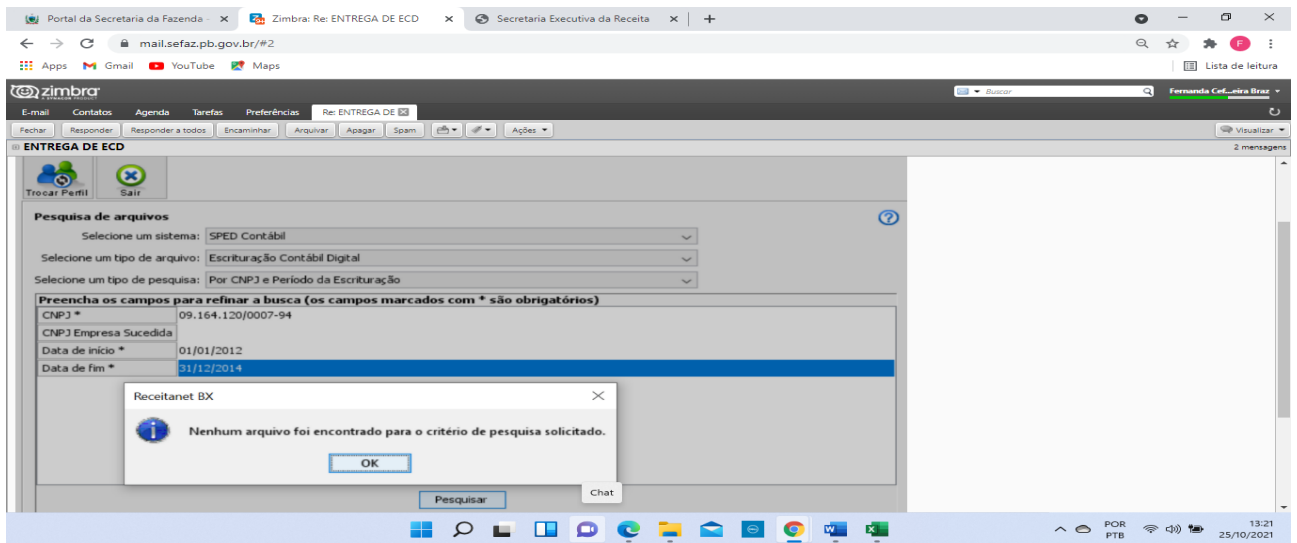 Portal da Secretaria da Fazenda -
Zimbra: Re: ENTREGA DE ECD
Secretaria Executiva da Receita
mail.sefaz.pb.gov.br/#2
F
Apps Gmail YouTube Maps
Lista de leitura
zimbra
A SYNACOR PRODUCT
Buscar
Fernanda Cef...eira Braz
E-mail Contatos Agenda Tarefas Preferências Re: ENTREGA DE
Fechar Responder Responder a todos Encaminhar Arquivar Apagar Spam Ações Visualizar
ENTREGA DE ECD 2 mensagens
Trocar Perfil Sair
Pesquisa de arquivos
Selecione um sistema: SPED Contábil
Selecione um tipo de arquivo: Escrituração Contábil Digital
Selecione um tipo de pesquisa: Por CNPJ e Período da Escrituração
Preencha os campos para refinar a busca (os campos marcados com * são obrigatórios)
CNPJ * 09.164.120/0007-94
CNPJ Empresa Sucedida
Data de início * 01/01/2012
Data de fim * 31/12/2014
Receitanet BX
Nenhum arquivo foi encontrado para o critério de pesquisa solicitado.
OK
Chat
Pesquisar
POR
PTB
13:21
25/10/2021